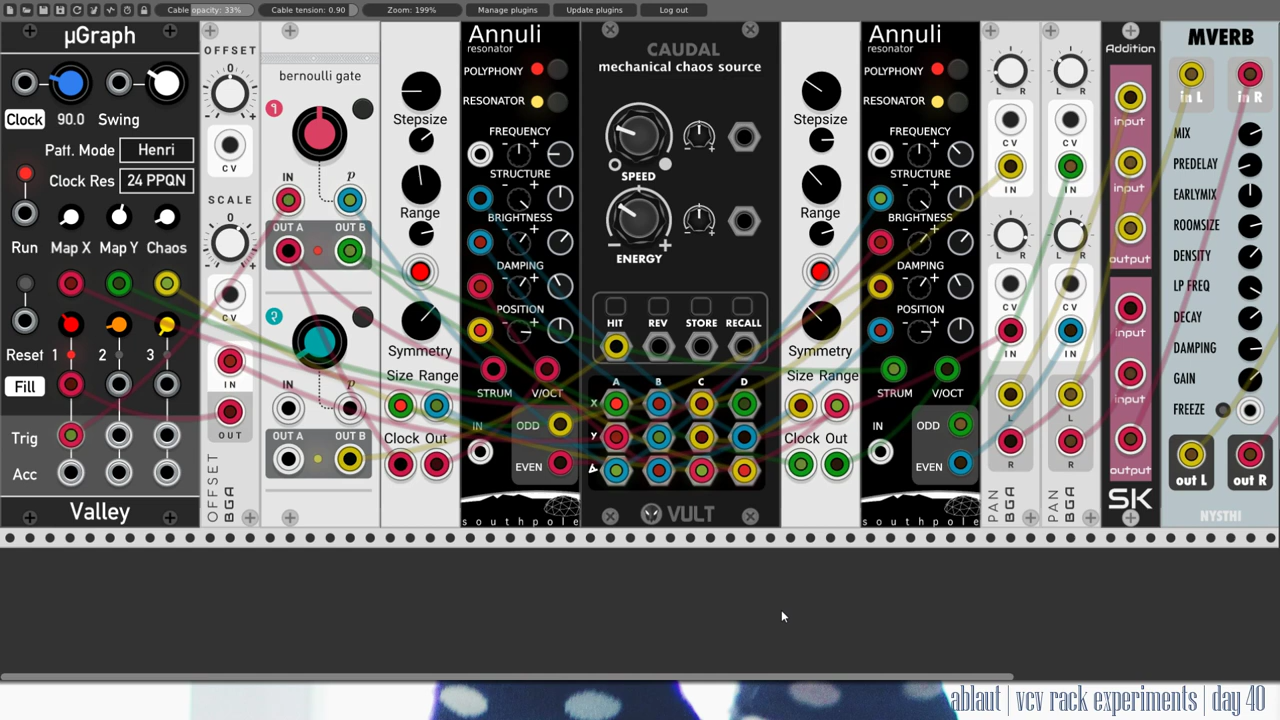 Cable opacity: 33%
Cable tension: 0.90
Zoom: 199%
Manage plugins
Update plugins
Log out
µGraph
Clock
90.0
Swing
Patt. Mode
Henri
Clock Res
24 PPQN
Run
Map X
Map Y
Chaos
Reset
1
2
3
Fill
Trig
Acc
Valley
OFFSET
0
CV
SCALE
0
CV
IN
OUT
OFFSET
BGA
bernoulli gate
१
IN
p
OUT A
OUT B
२
IN
p
OUT A
OUT B
Stepsize
Range
Symmetry
Size Range
Clock Out
Annuli
resonator
POLYPHONY
RESONATOR
FREQUENCY
- +
STRUCTURE
- +
BRIGHTNESS
- +
DAMPING
- +
POSITION
- +
STRUM
V/OCT
IN
ODD
EVEN
southpole
CAUDAL
mechanical chaos source
- +
SPEED
- +
- +
ENERGY
HIT
REV
STORE
RECALL
A
B
C
D
X
Y
VULT
Stepsize
Range
Symmetry
Size Range
Clock Out
Annuli
resonator
POLYPHONY
RESONATOR
FREQUENCY
- +
STRUCTURE
- +
BRIGHTNESS
- +
DAMPING
- +
POSITION
- +
STRUM
V/OCT
IN
ODD
EVEN
southpole
L R
CV
IN
L R
CV
IN
L
R
PAN
BGA
L R
CV
IN
L R
CV
IN
L
R
PAN
BGA
Addition
input
input
output
input
input
output
SK
MVERB
in L
in R
MIX
PREDELAY
EARLYMIX
ROOMSIZE
DENSITY
LP FREQ
DECAY
DAMPING
GAIN
FREEZE
out L
out R
NYSTHI
ablaut | vcv rack experiments | day 40